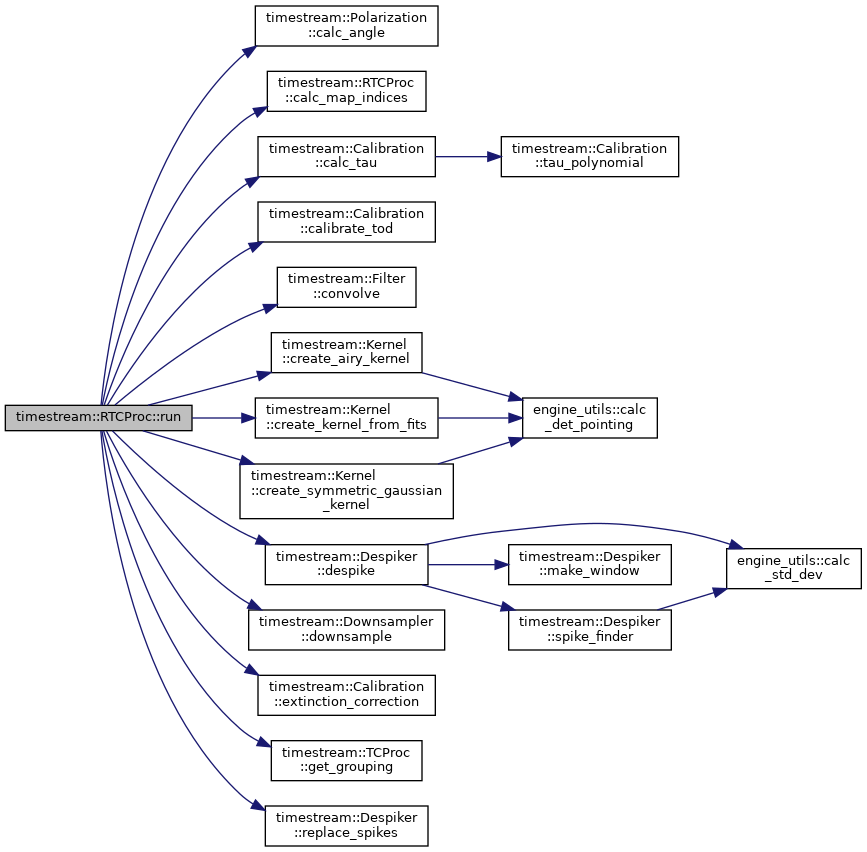 timestream::Polarization
::calc_angle
timestream::RTCProc
::calc_map_indices
timestream::Calibration
::calc_tau
timestream::Calibration
::tau_polynomial
timestream::Calibration
::calibrate_tod
timestream::Filter
::convolve
timestream::Kernel
::create_airy_kernel
timestream::RTCProc::run
timestream::Kernel
::create_kernel_from_fits
engine_utils::calc
_det_pointing
timestream::Kernel
::create_symmetric_gaussian
_kernel
timestream::Despiker
::despike
timestream::Despiker
::make_window
engine_utils::calc
_std_dev
timestream::Downsampler
::downsample
timestream::Despiker
::spike_finder
timestream::Calibration
::extinction_correction
timestream::TCProc
::get_grouping
timestream::Despiker
::replace_spikes